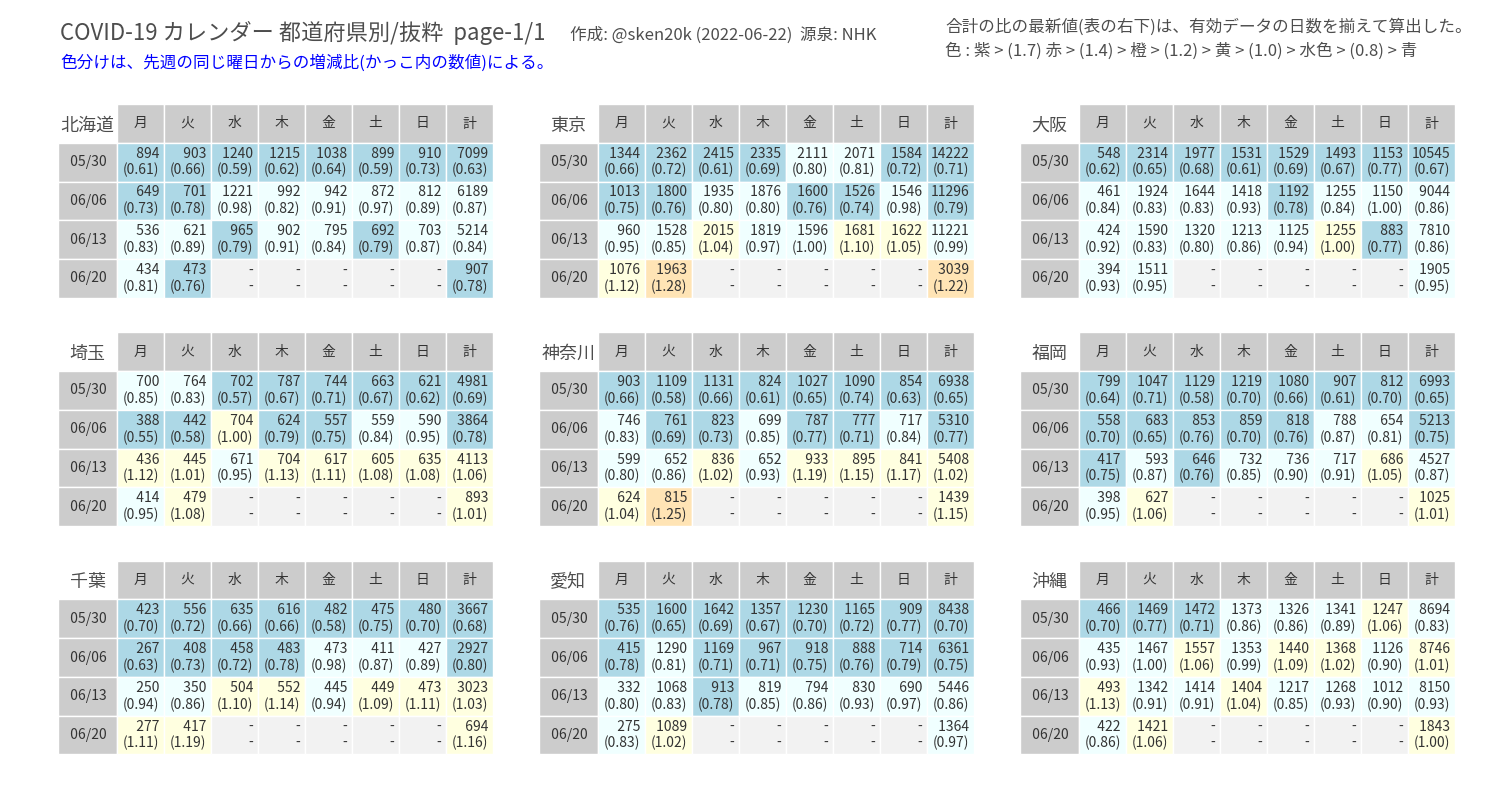 COVID-19 カレンダー 都道府県別/抜粋 page-1/1 作成: @sken20k (2022-06-22) 源泉: NHK
色分けは、先週の同じ曜日からの増減比(かっこ内の数値)による。
合計の比の最新値(表の右下)は、有効データの日数を揃えて算出した。
色 : 紫 > (1.7) 赤 > (1.4) > 橙 > (1.2) > 黄 > (1.0) > 水色 > (0.8) > 青
北海道 月 火 水 木 金 土 日 計
05/30 894 903 1240 1215 1038 899 910 7099
(0.61) (0.66) (0.59) (0.62) (0.64) (0.59) (0.73) (0.63)
06/06 649 701 1221 992 942 872 812 6189
(0.73) (0.78) (0.98) (0.82) (0.91) (0.97) (0.89) (0.87)
06/13 536 621 965 902 795 692 703 5214
(0.83) (0.89) (0.79) (0.91) (0.84) (0.79) (0.87) (0.84)
06/20 434 473 - - - - - 907
(0.81) (0.76) - - - - - (0.78)
東京 月 火 水 木 金 土 日 計
05/30 1344 2362 2415 2335 2111 2071 1584 14222
(0.66) (0.72) (0.61) (0.69) (0.80) (0.81) (0.72) (0.71)
06/06 1013 1800 1935 1876 1600 1526 1546 11296
(0.75) (0.76) (0.80) (0.80) (0.76) (0.74) (0.98) (0.79)
06/13 960 1528 2015 1819 1596 1681 1622 11221
(0.95) (0.85) (1.04) (0.97) (1.00) (1.10) (1.05) (0.99)
06/20 1076 1963 - - - - - 3039
(1.12) (1.28) - - - - - (1.22)
大阪 月 火 水 木 金 土 日 計
05/30 548 2314 1977 1531 1529 1493 1153 10545
(0.62) (0.65) (0.68) (0.61) (0.69) (0.67) (0.77) (0.67)
06/06 461 1924 1644 1418 1192 1255 1150 9044
(0.84) (0.83) (0.83) (0.93) (0.78) (0.84) (1.00) (0.86)
06/13 424 1590 1320 1213 1125 1255 883 7810
(0.92) (0.83) (0.80) (0.86) (0.94) (1.00) (0.77) (0.86)
06/20 394 1511 - - - - - 1905
(0.93) (0.95) - - - - - (0.95)
埼玉 月 火 水 木 金 土 日 計
05/30 700 764 702 787 744 663 621 4981
(0.85) (0.83) (0.57) (0.67) (0.71) (0.67) (0.62) (0.69)
06/06 388 442 704 624 557 559 590 3864
(0.55) (0.58) (1.00) (0.79) (0.75) (0.84) (0.95) (0.78)
06/13 436 445 671 704 617 605 635 4113
(1.12) (1.01) (0.95) (1.13) (1.11) (1.08) (1.08) (1.06)
06/20 414 479 - - - - - 893
(0.95) (1.08) - - - - - (1.01)
神奈川 月 火 水 木 金 土 日 計
05/30 903 1109 1131 824 1027 1090 854 6938
(0.66) (0.58) (0.66) (0.61) (0.65) (0.74) (0.63) (0.65)
06/06 746 761 823 699 787 777 717 5310
(0.83) (0.69) (0.73) (0.85) (0.77) (0.71) (0.84) (0.77)
06/13 599 652 836 652 933 895 841 5408
(0.80) (0.86) (1.02) (0.93) (1.19) (1.15) (1.17) (1.02)
06/20 624 815 - - - - - 1439
(1.04) (1.25) - - - - - (1.15)
福岡 月 火 水 木 金 土 日 計
05/30 799 1047 1129 1219 1080 907 812 6993
(0.64) (0.71) (0.58) (0.70) (0.66) (0.61) (0.70) (0.65)
06/06 558 683 853 859 818 788 654 5213
(0.70) (0.65) (0.76) (0.70) (0.76) (0.87) (0.81) (0.75)
06/13 417 593 646 732 736 717 686 4527
(0.75) (0.87) (0.76) (0.85) (0.90) (0.91) (1.05) (0.87)
06/20 398 627 - - - - - 1025
(0.95) (1.06) - - - - - (1.01)
千葉 月 火 水 木 金 土 日 計
05/30 423 556 635 616 482 475 480 3667
(0.70) (0.72) (0.66) (0.66) (0.58) (0.75) (0.70) (0.68)
06/06 267 408 458 483 473 411 427 2927
(0.63) (0.73) (0.72) (0.78) (0.98) (0.87) (0.89) (0.80)
06/13 250 350 504 552 445 449 473 3023
(0.94) (0.86) (1.10) (1.14) (0.94) (1.09) (1.11) (1.03)
06/20 277 417 - - - - - 694
(1.11) (1.19) - - - - - (1.16)
愛知 月 火 水 木 金 土 日 計
05/30 535 1600 1642 1357 1230 1165 909 8438
(0.76) (0.65) (0.69) (0.67) (0.70) (0.72) (0.77) (0.70)
06/06 415 1290 1169 967 918 888 714 6361
(0.78) (0.81) (0.71) (0.71) (0.75) (0.76) (0.79) (0.75)
06/13 332 1068 913 819 794 830 690 5446
(0.80) (0.83) (0.78) (0.85) (0.86) (0.93) (0.97) (0.86)
06/20 275 1089 - - - - - 1364
(0.83) (1.02) - - - - - (0.97)
沖縄 月 火 水 木 金 土 日 計
05/30 466 1469 1472 1373 1326 1341 1247 8694
(0.70) (0.77) (0.71) (0.86) (0.86) (0.89) (1.06) (0.83)
06/06 435 1467 1557 1353 1440 1368 1126 8746
(0.93) (1.00) (1.06) (0.99) (1.09) (1.02) (0.90) (1.01)
06/13 493 1342 1414 1404 1217 1268 1012 8150
(1.13) (0.91) (0.91) (1.04) (0.85) (0.93) (0.90) (0.93)
06/20 422 1421 - - - - - 1843
(0.86) (1.06) - - - - - (1.00)